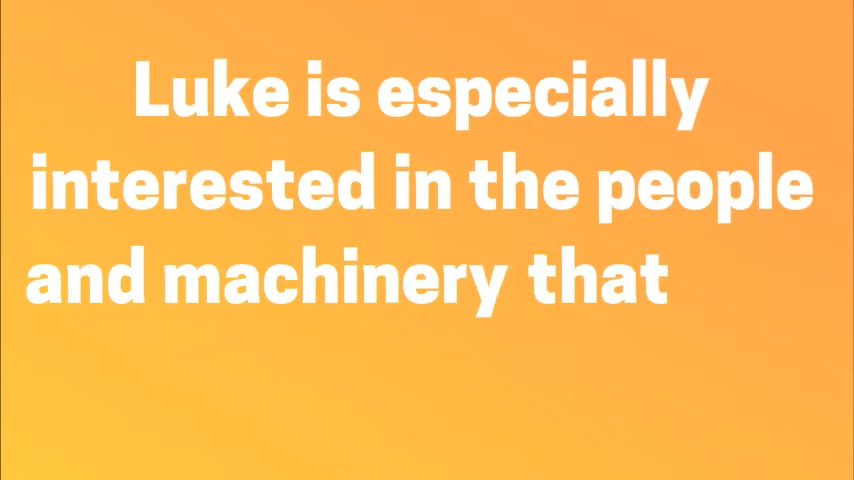 Luke is especially
interested in the people
and machinery that